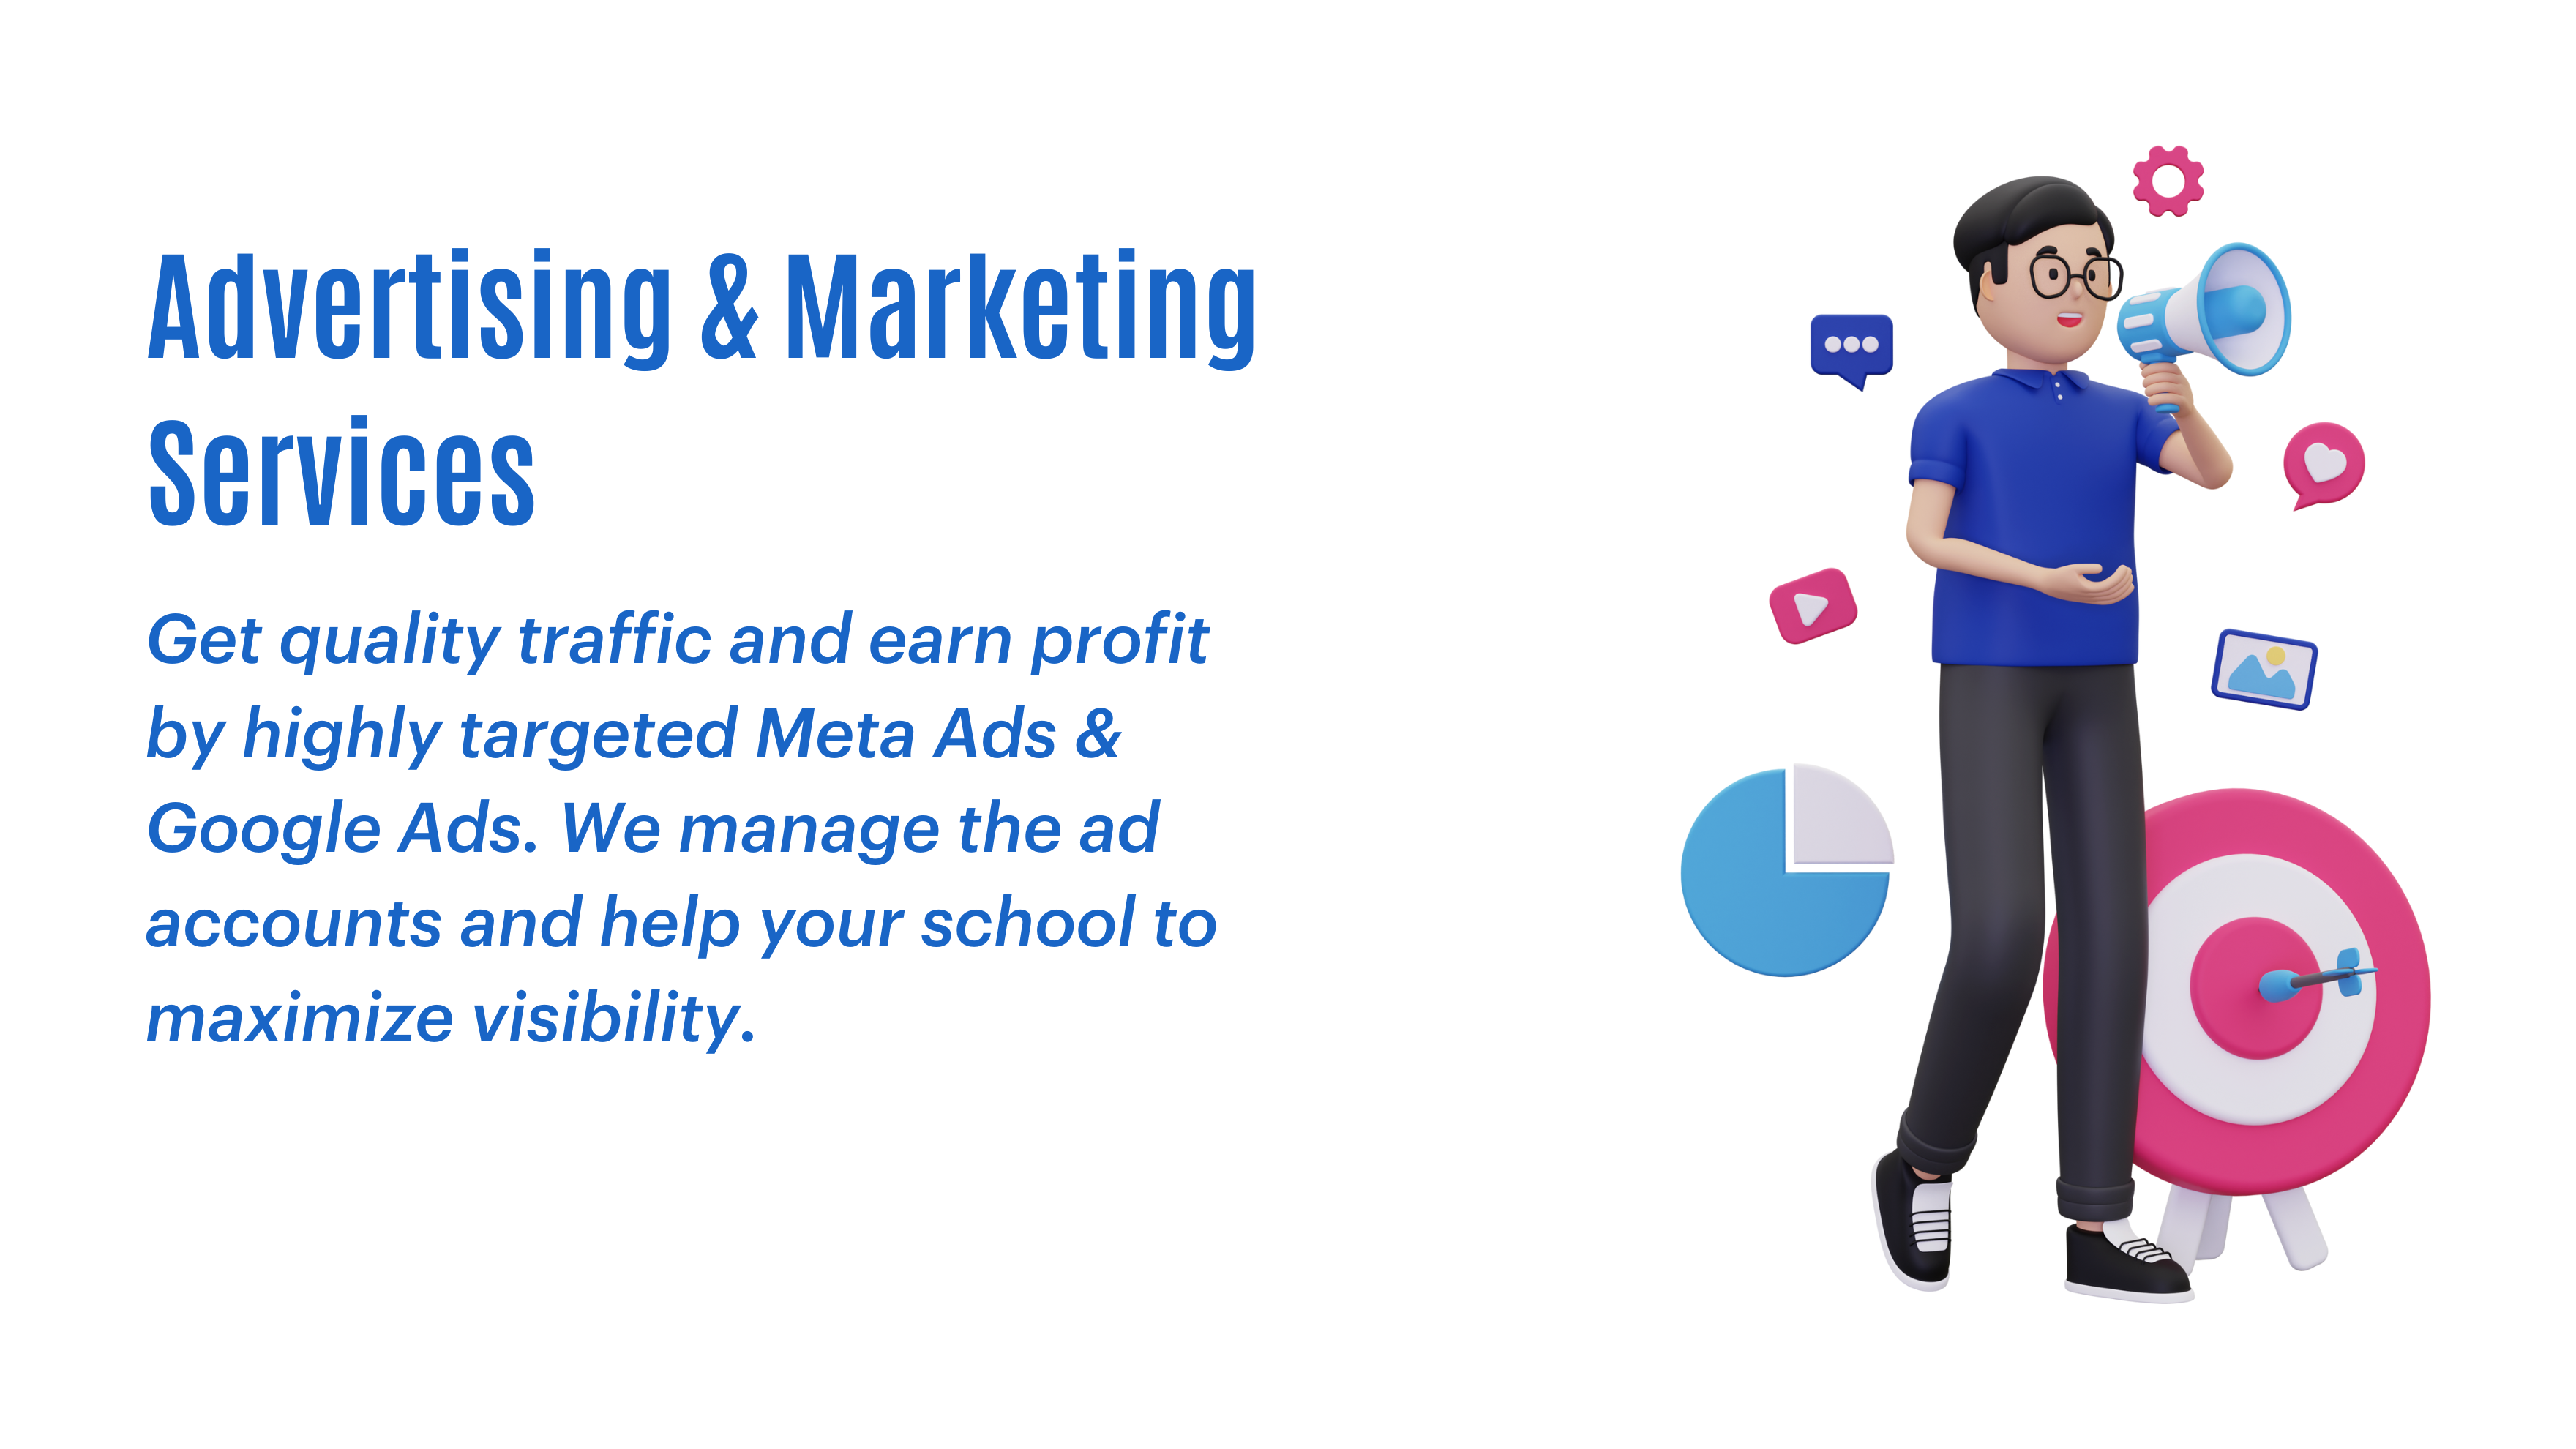 Advertising & Marketing
Services
Get quality traffic and earn profit
by highly targeted Meta Ads &
Google Ads. We manage the ad
accounts and help your school to
maximize visibility.